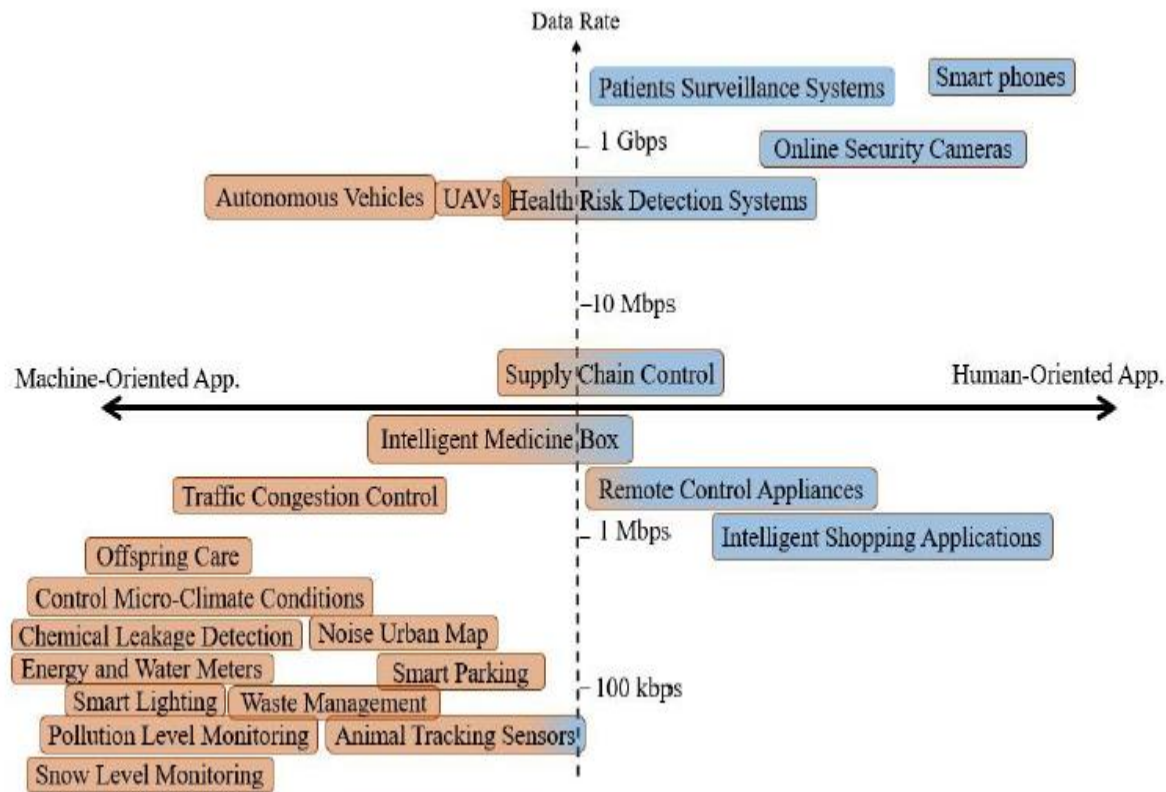 Data Rate
Patients Surveillance Systems
Smart phones
1 Gbps
Online Security Cameras
Autonomous Vehicles
UAVs
Health Risk Detection Systems
10 Mbps
Supply Chain Control
Machine-Oriented App.
Human-Oriented App.
Intelligent Medicine Box
Traffic Congestion Control
Remote Control Appliances
1 Mbps
Intelligent Shopping Applications
Offspring Care
Control Micro-Climate Conditions
Chemical Leakage Detection
Noise Urban Map
Energy and Water Meters
Smart Parking
100 kbps
Smart Lighting
Waste Management
Pollution Level Monitoring
Animal Tracking Sensors
Snow Level Monitoring